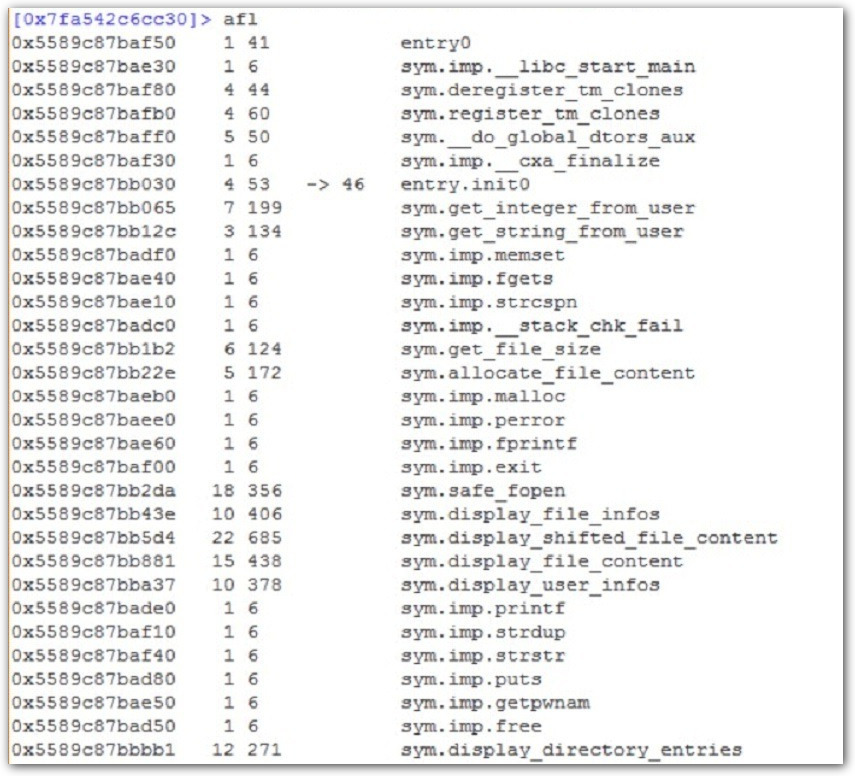 [0x7fa542c6cc30]> afl
0x5589c87baf50 1 41 entry0
0x5589c87bae30 1 6 sym.imp.__libc_start_main
0x5589c87baf80 4 44 sym.deregister_tm_clones
0x5589c87bafb0 4 60 sym.register_tm_clones
0x5589c87baff0 5 50 sym.__do_global_dtors_aux
0x5589c87baf30 1 6 sym.imp.__cxa_finalize
0x5589c87bb030 4 53 -> 46 entry.init0
0x5589c87bb065 7 199 sym.get_integer_from_user
0x5589c87bb12c 3 134 sym.get_string_from_user
0x5589c87badf0 1 6 sym.imp.memset
0x5589c87bae40 1 6 sym.imp.fgets
0x5589c87bae10 1 6 sym.imp.strcspn
0x5589c87badc0 1 6 sym.imp.__stack_chk_fail
0x5589c87bb1b2 6 124 sym.get_file_size
0x5589c87bb22e 5 172 sym.allocate_file_content
0x5589c87baeb0 1 6 sym.imp.malloc
0x5589c87baee0 1 6 sym.imp.perror
0x5589c87bae60 1 6 sym.imp.fprintf
0x5589c87baf00 1 6 sym.imp.exit
0x5589c87bb2da 18 356 sym.safe_fopen
0x5589c87bb43e 10 406 sym.display_file_infos
0x5589c87bb5d4 22 685 sym.display_shifted_file_content
0x5589c87bb881 15 438 sym.display_file_content
0x5589c87bba37 10 378 sym.display_user_infos
0x5589c87bade0 1 6 sym.imp.printf
0x5589c87baf10 1 6 sym.imp.strdup
0x5589c87baf40 1 6 sym.imp.strstr
0x5589c87bad80 1 6 sym.imp.puts
0x5589c87bae50 1 6 sym.imp.getpwnam
0x5589c87bad50 1 6 sym.imp.free
0x5589c87bbbb1 12 271 sym.display_directory_entries